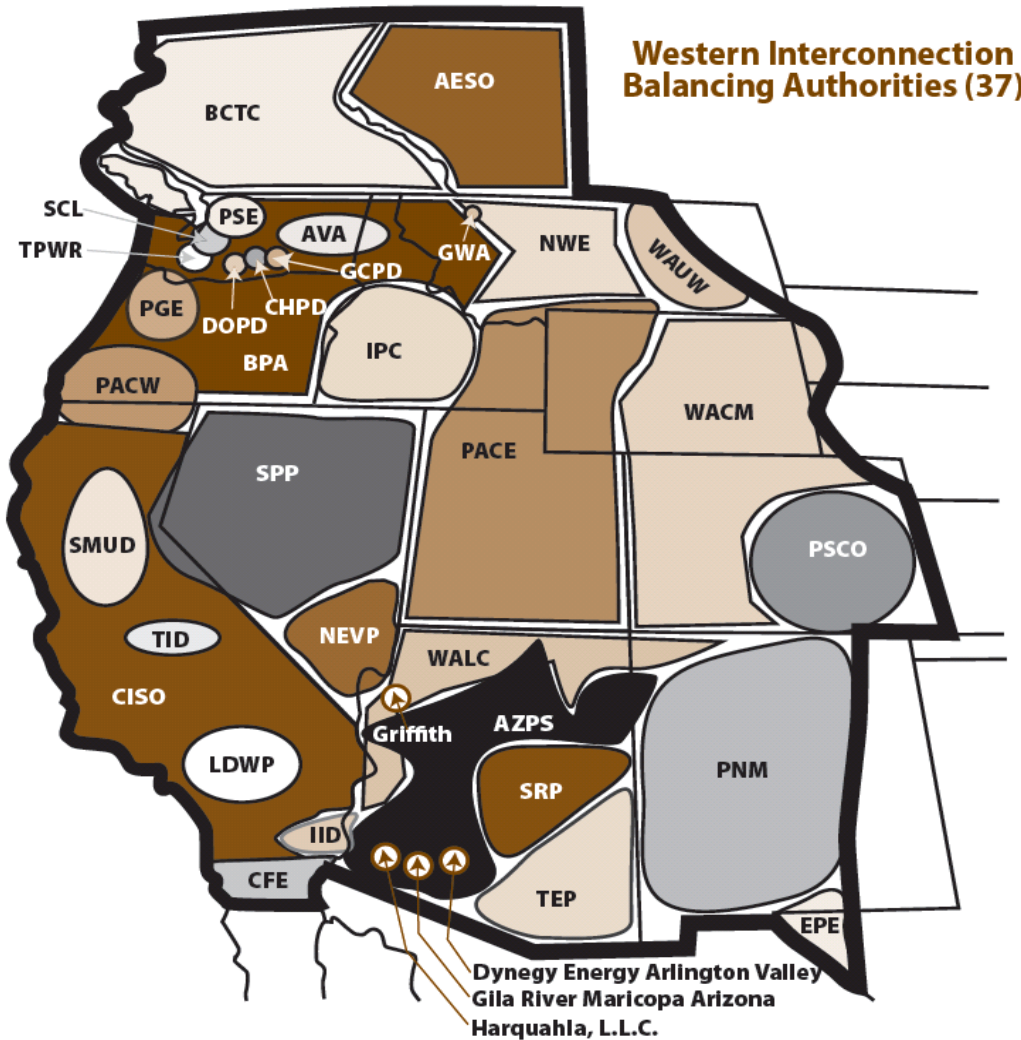 Western Interconnection
Balancing Authorities (37)
AESO
BCTC
SCL
PSE
TPWR
AVA
GWA
NWE
WAUW
GCPD
CHPD
DOPD
PGE
BPA
IPC
PACW
WACM
PACE
SPP
SMUD
PSCO
TID
NEVP
WALC
CISO
Griffith
AZPS
LDWP
SRP
PNM
IID
CFE
TEP
EPE
Dynegy Energy Arlington Valley
Gila River Maricopa Arizona
Harquahla, L.L.C.